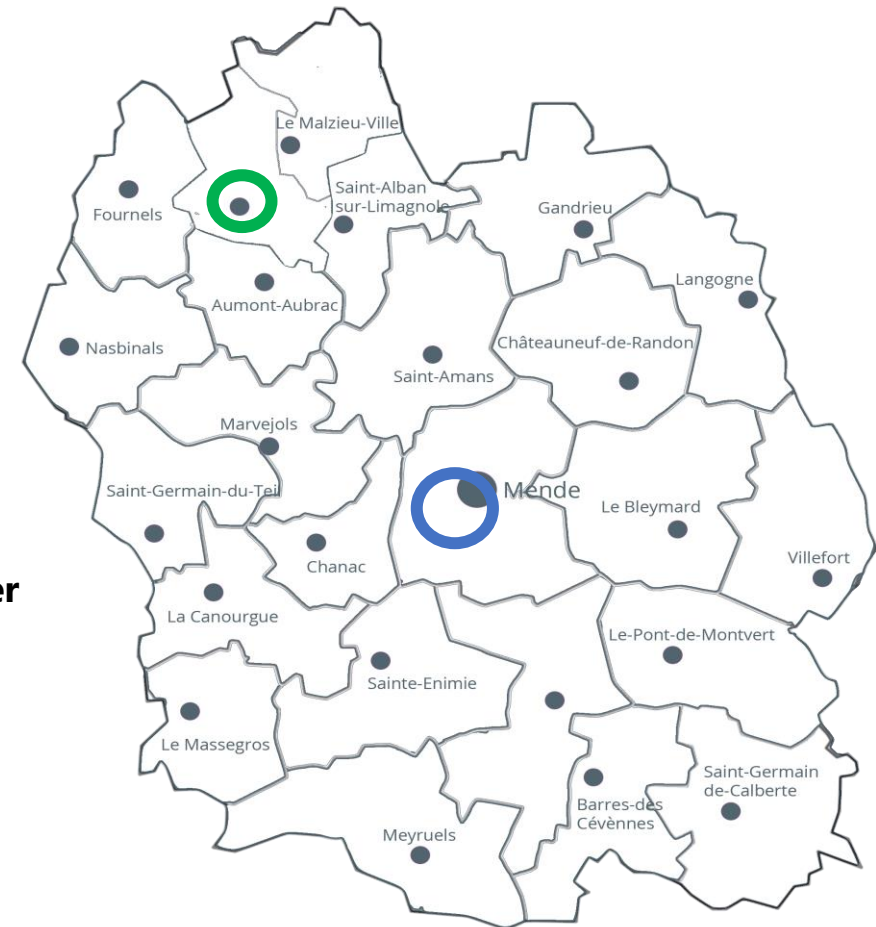 Le Malzieu-Ville
Saint-Alban
sur-Limagnole
Fournels
Gandrieu
Langogne
Aumont-Aubrac
Nasbinals
Châteauneuf-de-Randon
Saint-Amans
Marvejols
Saint-Germain-du-Teil
Mende
Le Bleymard
Chanac
Villefort
er
La Canourgue
Le-Pont-de-Montvert
Sainte-Enimie
Le Massegros
Saint-Germain
de-Calberte
Barres-des
Cévènnes
Meyruels